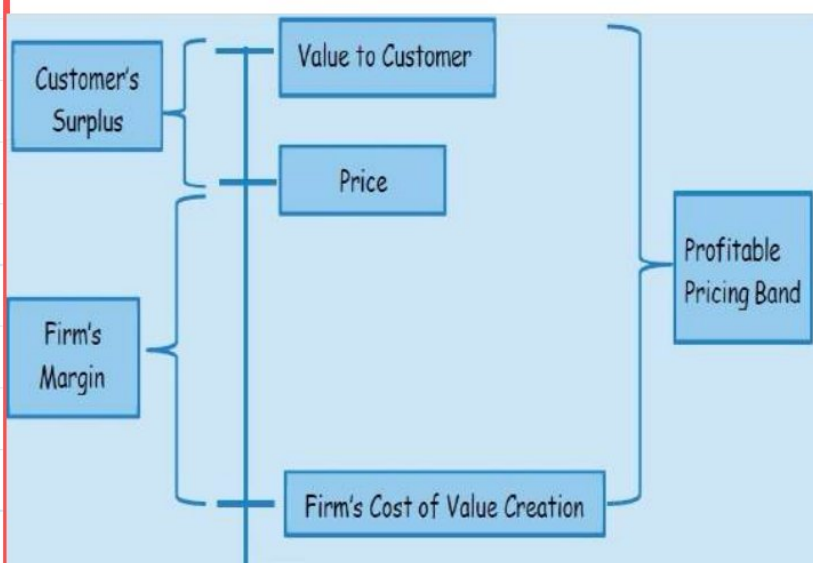 Value to Customer
Customer's
Surplus
Price
Profitable
Pricing Band
Firm's
Margin
Firm's Cost of Value Creation